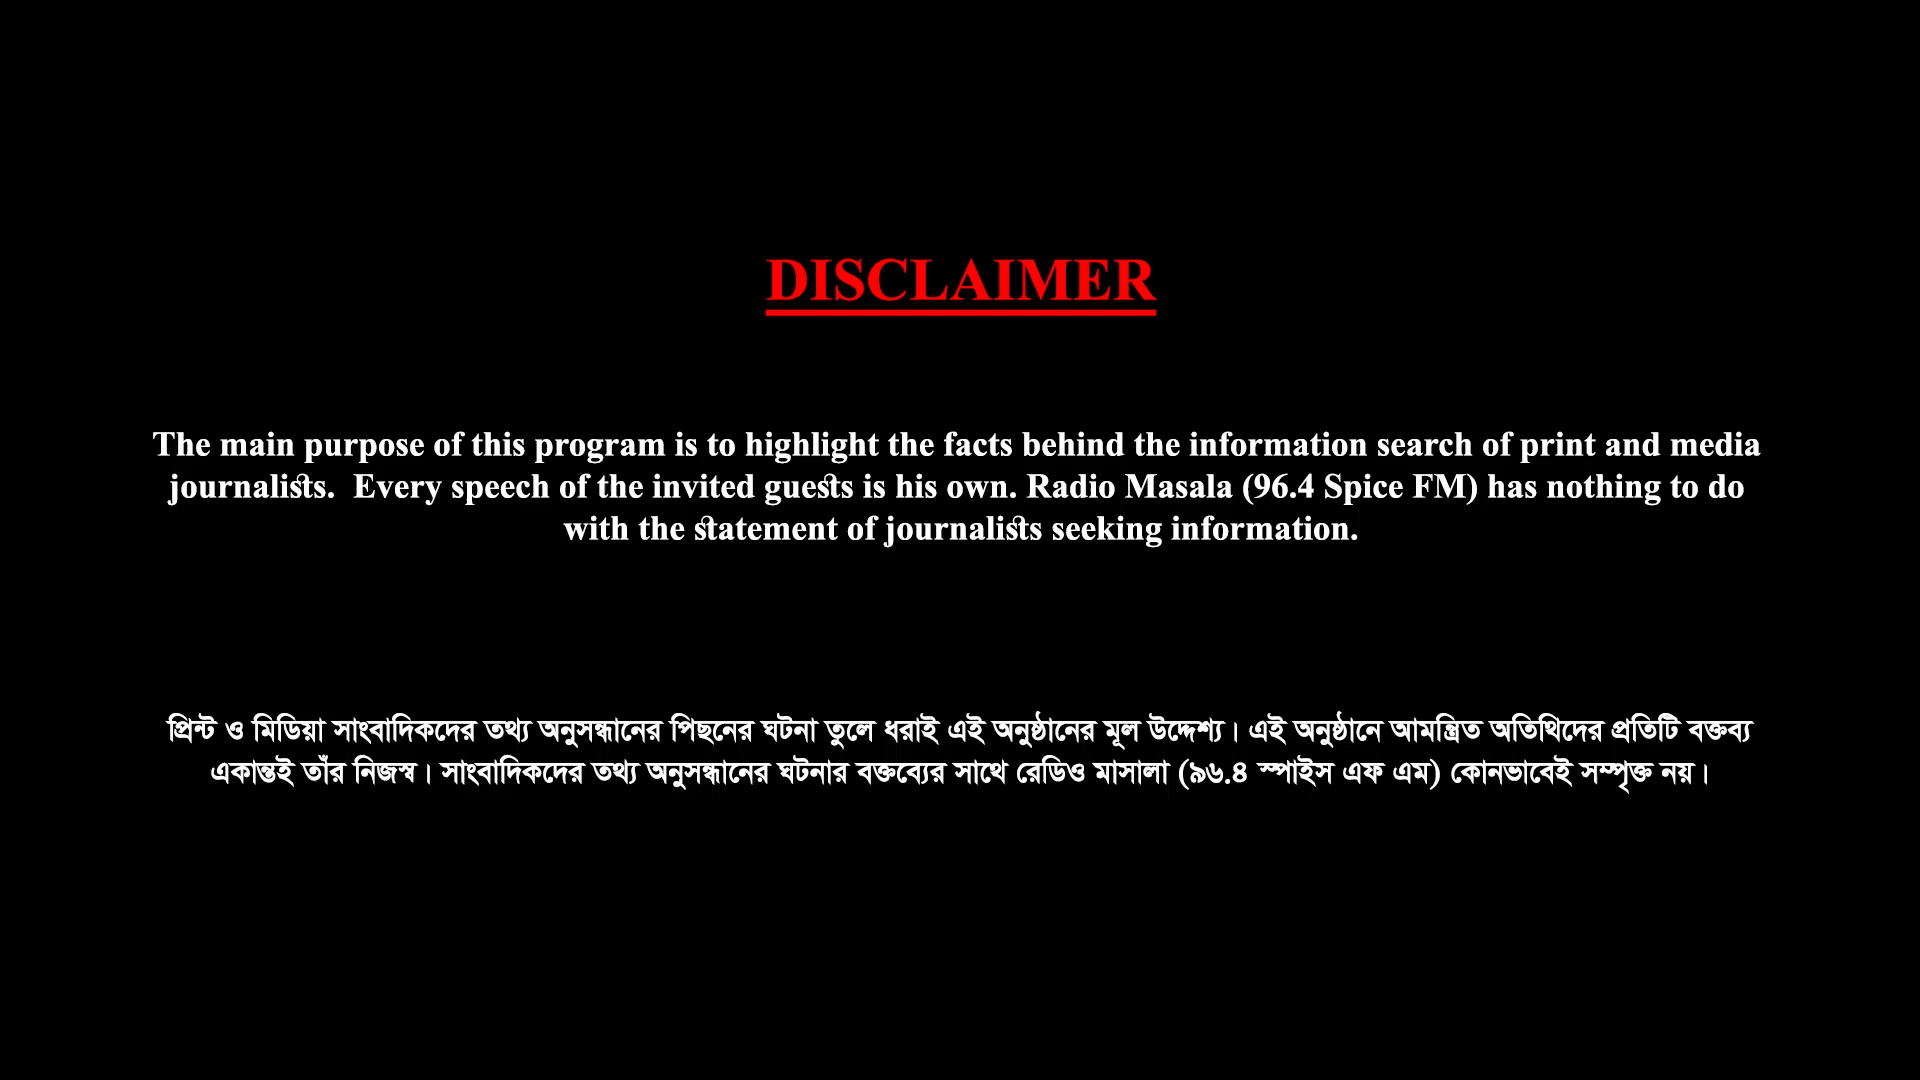 DISCLAIMER
The main purpose of this program is to highlight the facts behind the information search of print and media
journalists.  Every speech of the invited guests is his own. Radio Masala (96.4 Spice FM) has nothing to do
with the statement of journalists seeking information.
প্রিন্ট ও মিডিয়া সাংবাদিকদের তথ্য অনুসন্ধানের পিছনের ঘটনা তুলে ধরাই এই অনুষ্ঠানের মূল উদ্দেশ্য। এই অনুষ্ঠানে আমন্ত্রিত অতিথিদের প্রতিটি বক্তব্য
একান্তই তাঁর নিজস্ব। সাংবাদিকদের তথ্য অনুসন্ধানের ঘটনার বক্তব্যের সাথে রেডিও মাসালা (৯৬.৪ স্পাইস এফ এম) কোনভাবেই সম্পৃক্ত নয়।